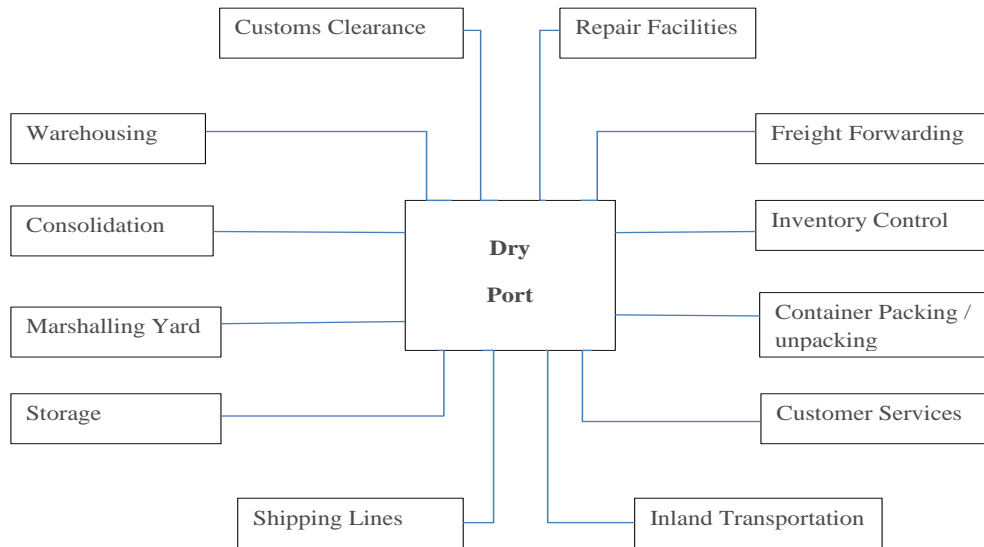 Customs Clearance
Repair Facilities
Warehousing
Freight Forwarding
Consolidation
Inventory Control
Dry
Port
Marshalling Yard
Container Packing /
unpacking
Storage
Customer Services
Shipping Lines
Inland Transportation